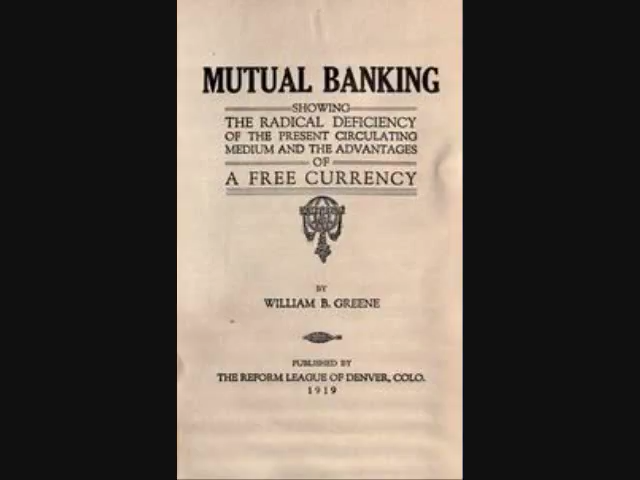 MUTUAL BANKING
SHOWING
THE RADICAL DEFICIENCY
OF THE PRESENT CIRCULATING
MEDIUM AND THE ADVANTAGES
OF
A FREE CURRENCY
BY
WILLIAM B. GREENE
PUBLISHED BY
THE REFORM LEAGUE OF DENVER, COLO.
1919